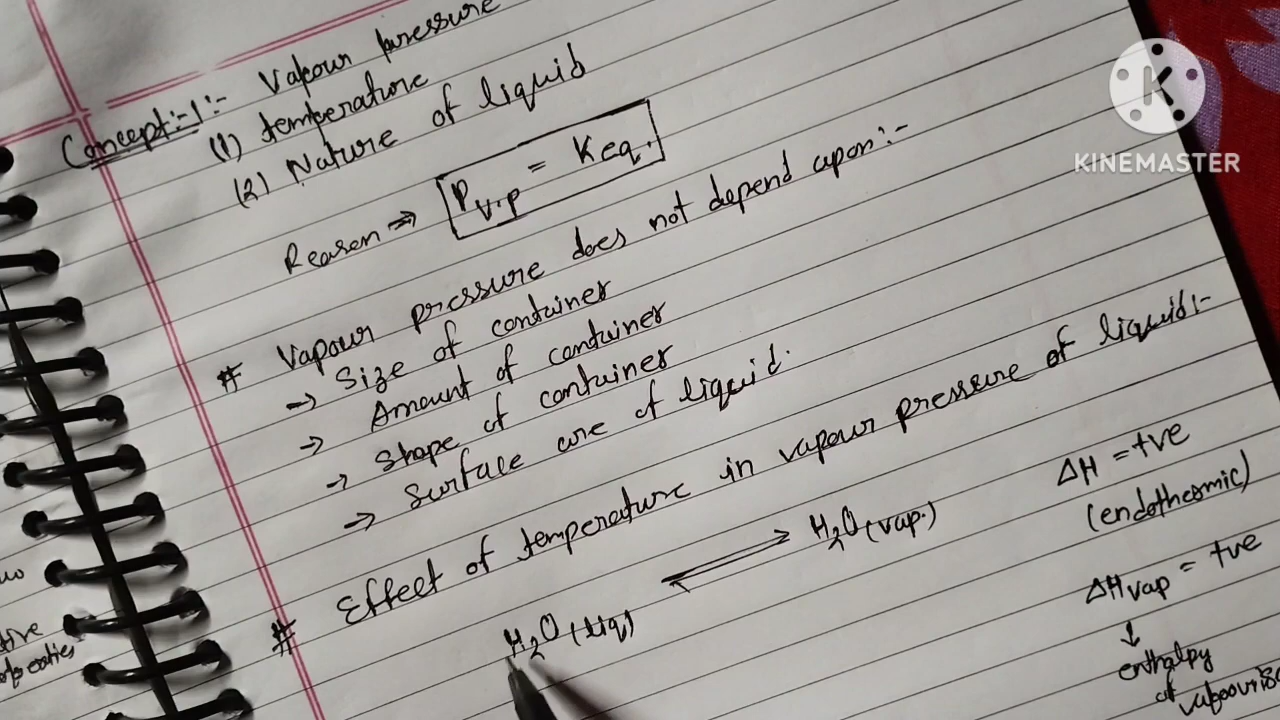 Concept:-1:- Vapour pressure
(1) temperature
(2) Nature of liquid
Reason ⇒ P v.p = Keq.
# Vapour pressure does not depend upon:-
→ Size of container
→ Amount of container
→ Shape of container
→ Surface are of liquid.
# Effect of temperature in vapour pressure of liquid:-
H₂O (liq) ⇌ H₂O (vap.)
ΔH = +ve
(endothermic)
ΔHvap = +ve
↓
enthalpy
of
K
KINEMASTER